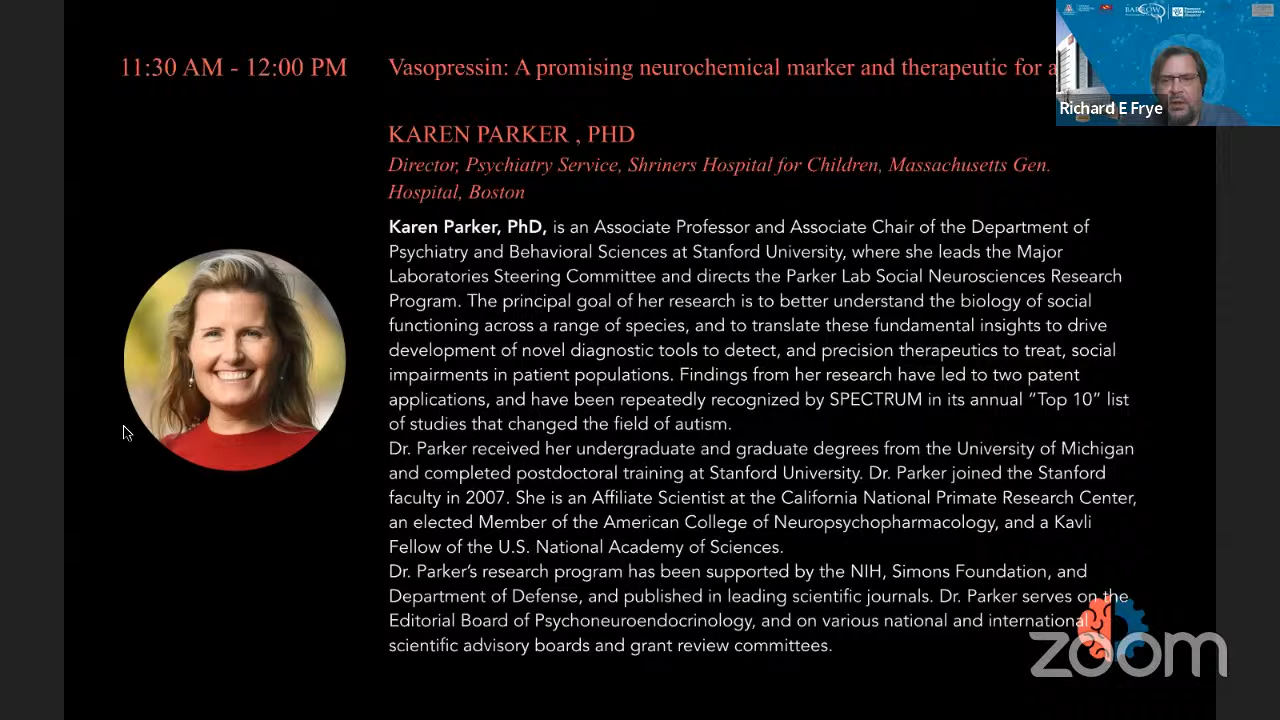 11:30 AM - 12:00 PM
Vasopressin: A promising neurochemical marker and therapeutic for a
BARROW
Richard E Frye
KAREN PARKER , PHD
Director, Psychiatry Service, Shriners Hospital for Children, Massachusetts Gen.
Hospital, Boston
Karen Parker, PhD, is an Associate Professor and Associate Chair of the Department of
Psychiatry and Behavioral Sciences at Stanford University, where she leads the Major
Laboratories Steering Committee and directs the Parker Lab Social Neurosciences Research
Program. The principal goal of her research is to better understand the biology of social
functioning across a range of species, and to translate these fundamental insights to drive
development of novel diagnostic tools to detect, and precision therapeutics to treat, social
impairments in patient populations. Findings from her research have led to two patent
applications, and have been repeatedly recognized by SPECTRUM in its annual “Top 10” list
of studies that changed the field of autism.
Dr. Parker received her undergraduate and graduate degrees from the University of Michigan
and completed postdoctoral training at Stanford University. Dr. Parker joined the Stanford
faculty in 2007. She is an Affiliate Scientist at the California National Primate Research Center,
an elected Member of the American College of Neuropsychopharmacology, and a Kavli
Fellow of the U.S. National Academy of Sciences.
Dr. Parker’s research program has been supported by the NIH, Simons Foundation, and
Department of Defense, and published in leading scientific journals. Dr. Parker serves on the
Editorial Board of Psychoneuroendocrinology, and on various national and international
scientific advisory boards and grant review committees.
zoom